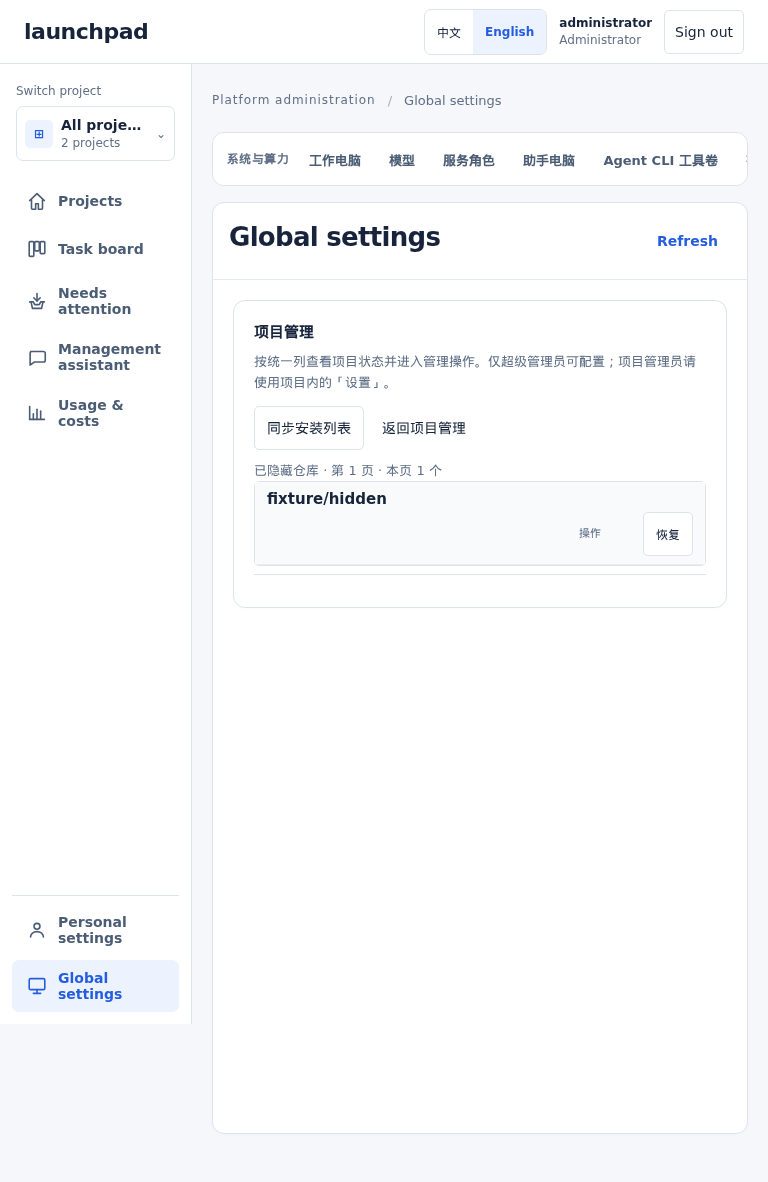 launchpad
中文
English
administrator
Administrator
Sign out
Switch project
All proje…
2 projects
Projects
Task board
Needs
attention
Management
assistant
Usage &
costs
Personal
settings
Global
settings
Platform administration / Global settings
系统与算力 工作电脑 模型 服务角色 助手电脑 Agent CLI 工具卷
Global settings
Refresh
项目管理
按统一列查看项目状态并进入管理操作。仅超级管理员可配置；项目管理员请
使用项目内的「设置」。
同步安装列表
返回项目管理
已隐藏仓库 · 第 1 页 · 本页 1 个
fixture/hidden
操作
恢复